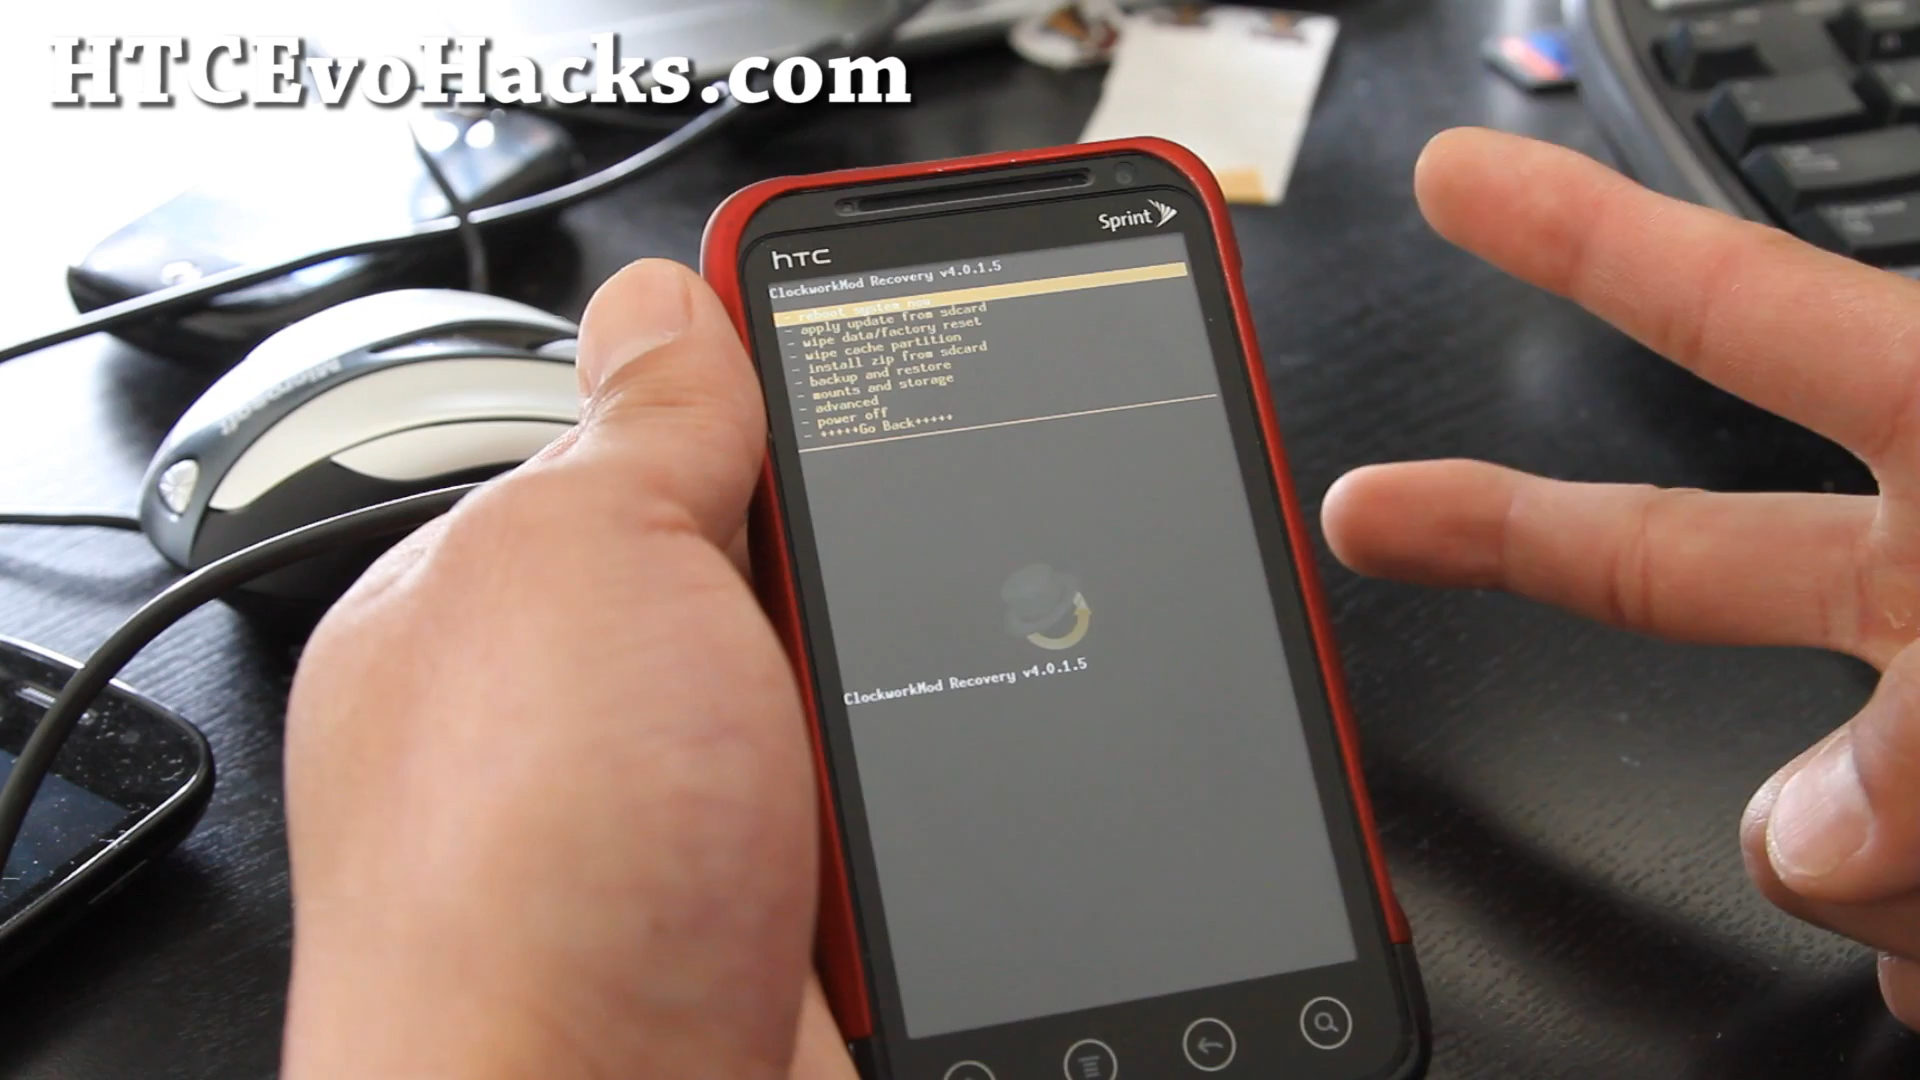 HTCEvoHacks.com
Sprint
hTC
ClockworkMod Recovery v4.0.1.5
- reboot system now
- apply update from sdcard
- wipe data/factory reset
- wipe cache partition
- install zip from sdcard
- backup and restore
- mounts and storage
- advanced
- power off
- +++++Go Back+++++
ClockworkMod Recovery v4.0.1.5